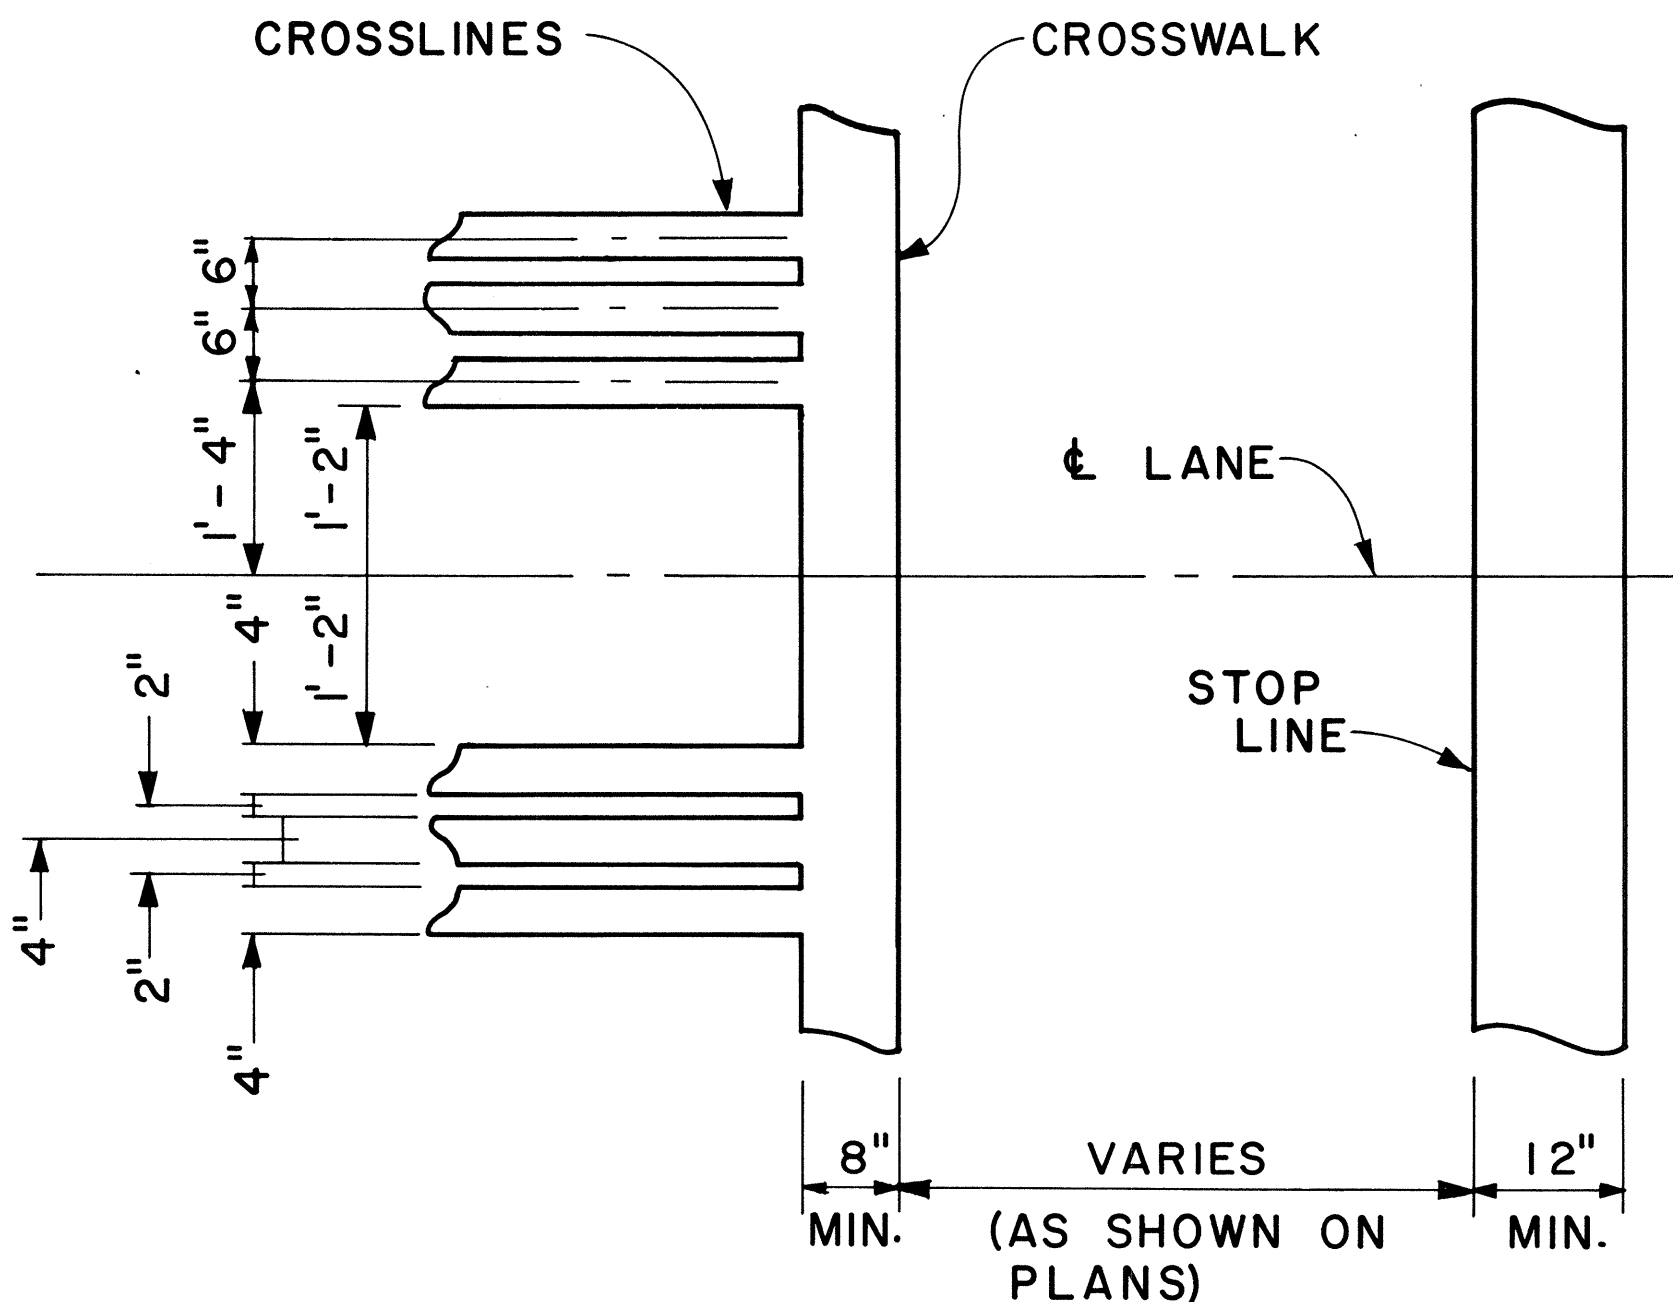 CROSSLINES
CROSSWALK
6"
6"
1'-4"
1'-2"
℄ LANE
4"
1'-2"
2"
STOP
LINE
4"
2"
4"
8"
MIN.
VARIES
(AS SHOWN ON
PLANS)
12"
MIN.